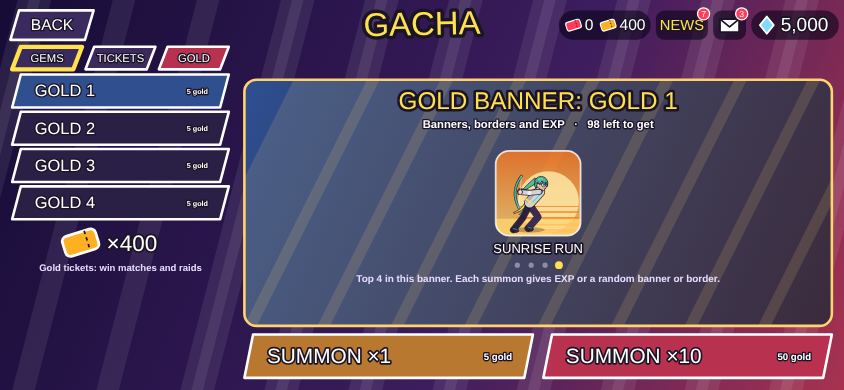 BACK
GACHA
0
400
NEWS
7
3
5,000
GEMS
TICKETS
GOLD
GOLD 1
5 gold
GOLD 2
5 gold
GOLD 3
5 gold
GOLD 4
5 gold
×400
Gold tickets: win matches and raids
GOLD BANNER: GOLD 1
Banners, borders and EXP · 98 left to get
SUNRISE RUN
Top 4 in this banner. Each summon gives EXP or a random banner or border.
SUMMON ×1
5 gold
SUMMON ×10
50 gold